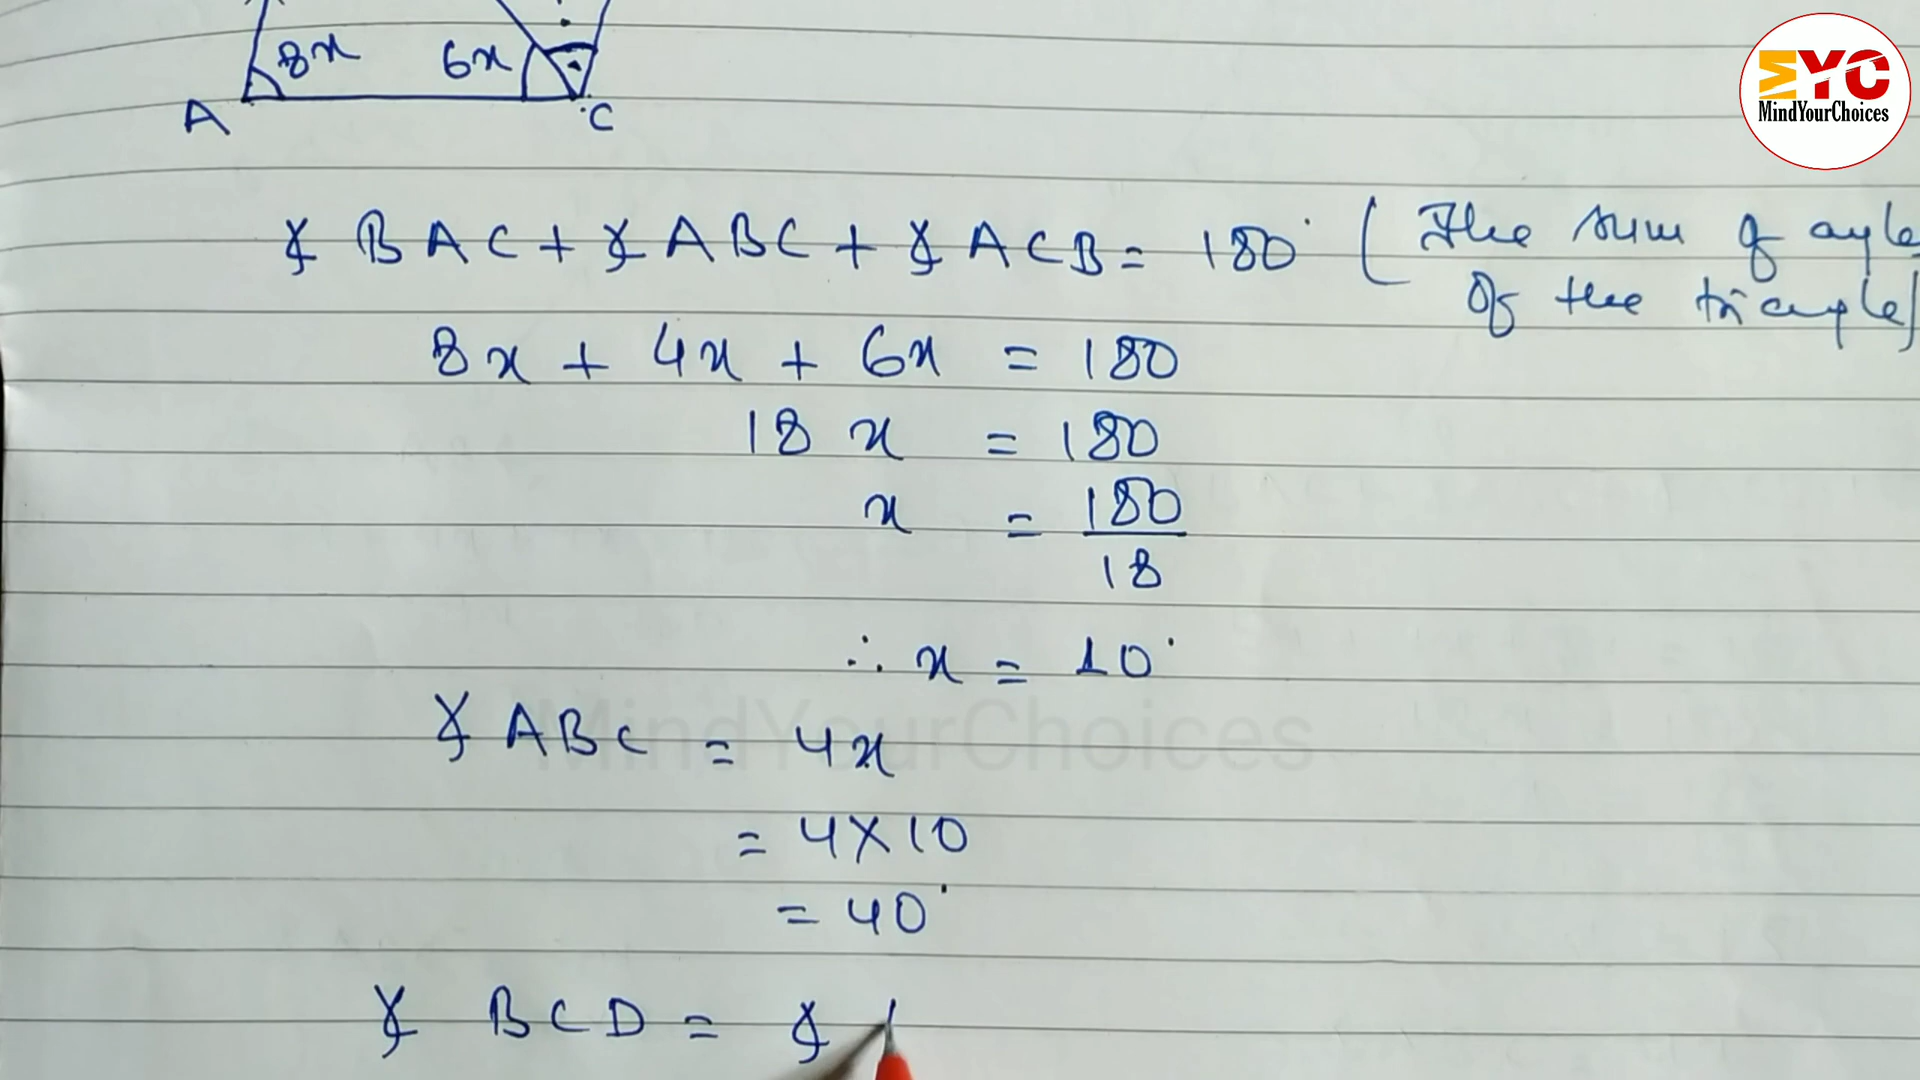 MYC
MindYourChoices
8x 6x
A C
∠ BAC + ∠ ABC + ∠ ACB = 180° (The sum of angle
of the triangle)
8x + 4x + 6x = 180
18 x = 180
x = 180
18
∴ x = 10°
MindYourChoices
∠ ABC = 4x
= 4×10
= 40°
∠ BCD = ∠